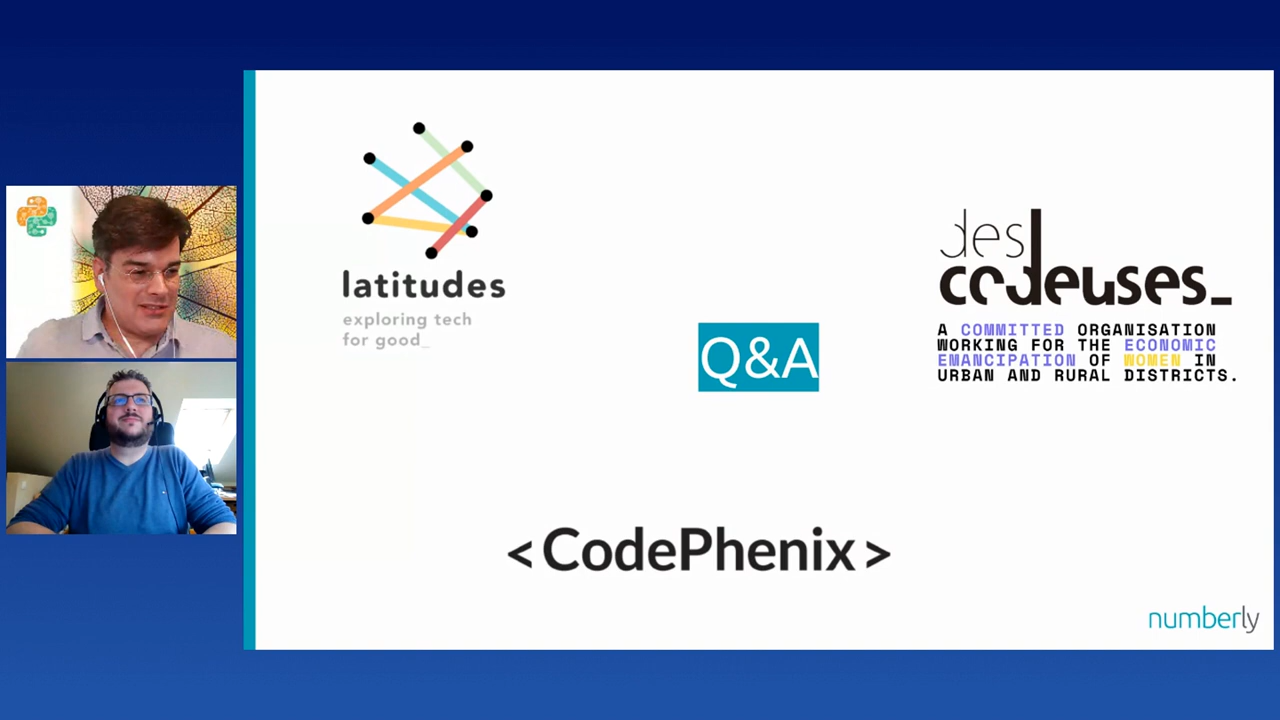 latitudes
exploring tech
for good_
des
codeuses_
A COMMITTED ORGANISATION
WORKING FOR THE ECONOMIC
EMANCIPATION OF WOMEN IN
URBAN AND RURAL DISTRICTS.
Q&A
<CodePhenix>
numberly